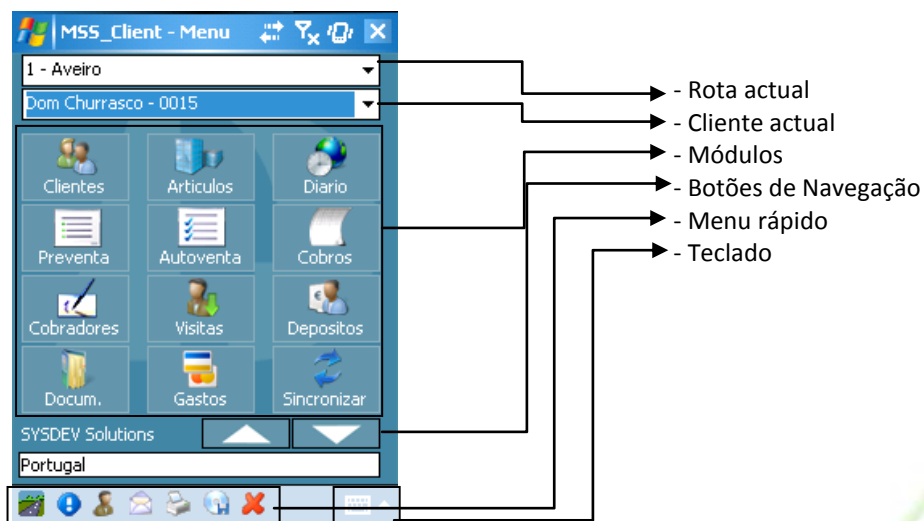 MSS_Client - Menu
1 - Aveiro
Dom Churrasco - 0015
Clientes Articulos Diario
Preventa Autoventa Cobros
Cobradores Visitas Depositos
Docum. Gastos Sincronizar
SYSDEV Solutions
Portugal
- Rota actual
- Cliente actual
- Módulos
- Botões de Navegação
- Menu rápido
- Teclado